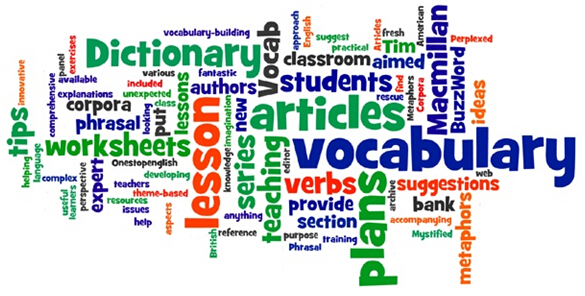 vocabulary-building
approach
English
suggest
practical
Articles
fresh
American
Perplexed
Dictionary
Vocab
classroom
Tim
aimed
Macmillan
BuzzWord
innovative
panel
exercises
available
various
fantastic
comprehensive
explanations
included
unexpected
authors
students
rescue
find
Metaphors
Corpora
ideas
tips
corpora
phrasal
looking
put
class
lessons
imagination
new
articles
worksheets
helping
language
complex
Onestopenglish
developing
expert
perspective
useful
learners
teachers
theme-based
resources
issues
help
aspects
lesson
knowledge
series
teaching
editor
vocabulary
verbs
provide
section
plans
archive
web
suggestions
bank
accompanying
Mystified
metaphors
anything
British
reference
purpose
Phrasal
training